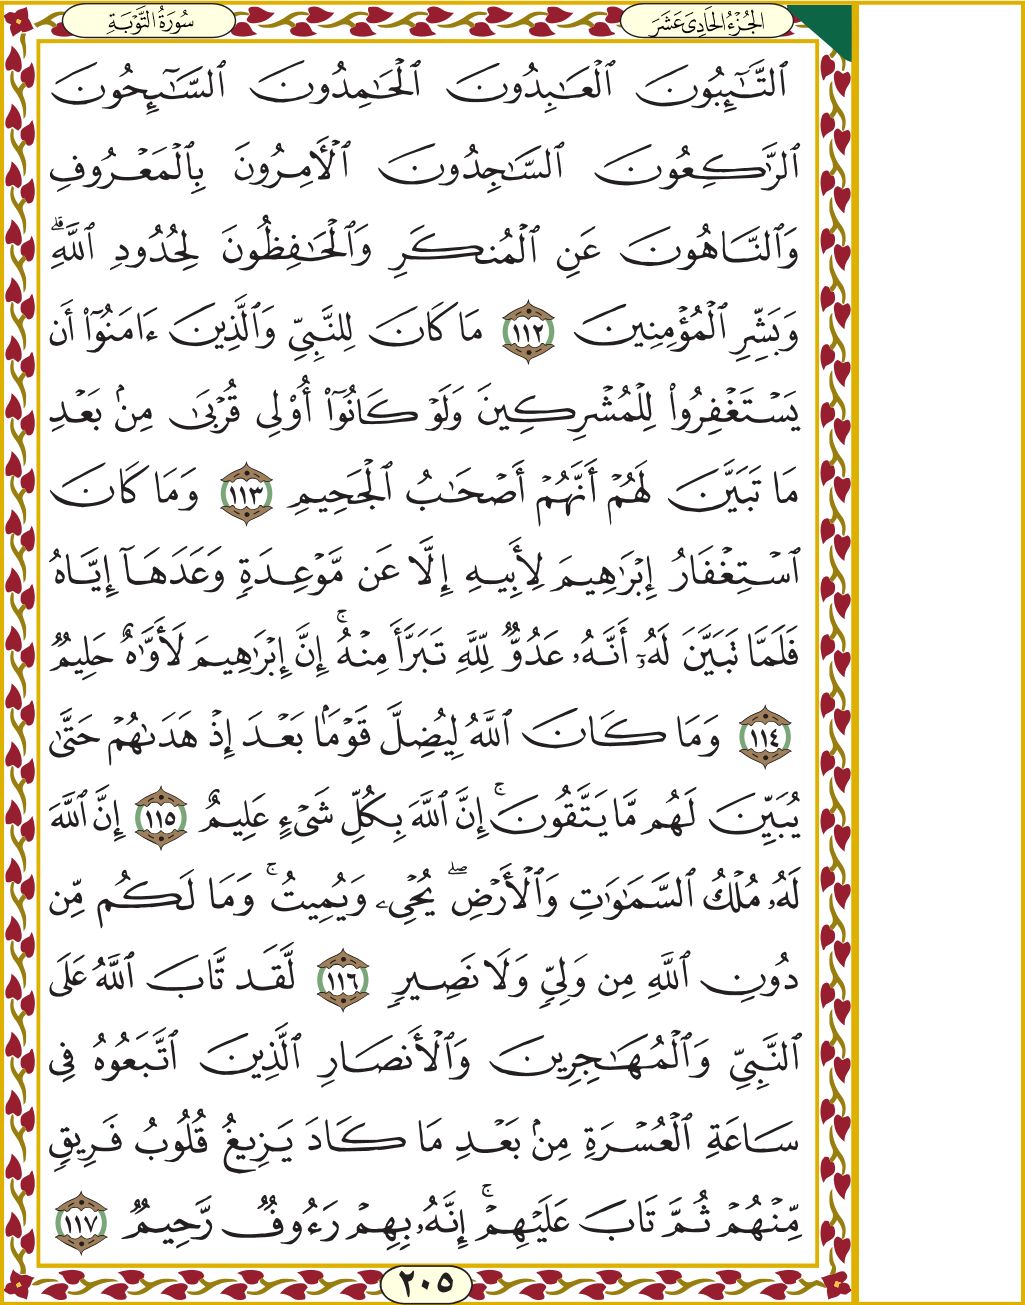 الجُزْءُ الحَادِيَ عَشَرَ
سُورَةُ التَّوْبَةِ
ٱلتَّـٰٓئِبُونَ ٱلْعَـٰبِدُونَ ٱلْحَـٰمِدُونَ ٱلسَّـٰٓئِحُونَ
ٱلرَّٰكِعُونَ ٱلسَّـٰجِدُونَ ٱلْـَٔامِرُونَ بِٱلْمَعْرُوفِ
وَٱلنَّاهُونَ عَنِ ٱلْمُنكَرِ وَٱلْحَـٰفِظُونَ لِحُدُودِ ٱللَّهِ ۗ
وَبَشِّرِ ٱلْمُؤْمِنِينَ ١١٢ مَا كَانَ لِلنَّبِىِّ وَٱلَّذِينَ ءَامَنُوٓا۟ أَن
يَسْتَغْفِرُوا۟ لِلْمُشْرِكِينَ وَلَوْ كَانُوٓا۟ أُو۟لِى قُرْبَىٰ مِنۢ بَعْدِ
مَا تَبَيَّنَ لَهُمْ أَنَّهُمْ أَصْحَـٰبُ ٱلْجَحِيمِ ١١٣ وَمَا كَانَ
ٱسْتِغْفَارُ إِبْرَٰهِيمَ لِأَبِيهِ إِلَّا عَن مَّوْعِدَةٍ وَعَدَهَآ إِيَّاهُ
فَلَمَّا تَبَيَّنَ لَهُۥٓ أَنَّهُۥ عَدُوٌّ لِّلَّهِ تَبَرَّأَ مِنْهُ ۚ إِنَّ إِبْرَٰهِيمَ لَأَوَّٰهٌ حَلِيمٌ
١١٤ وَمَا كَانَ ٱللَّهُ لِيُضِلَّ قَوْمًۢا بَعْدَ إِذْ هَدَىٰهُمْ حَتَّىٰ
يُبَيِّنَ لَهُم مَّا يَتَّقُونَ ۚ إِنَّ ٱللَّهَ بِكُلِّ شَىْءٍ عَلِيمٌ ١١٥ إِنَّ ٱللَّهَ
لَهُۥ مُلْكُ ٱلسَّمَـٰوَٰتِ وَٱلْأَرْضِ ۖ يُحْىِۦ وَيُمِيتُ ۚ وَمَا لَكُم مِّن
دُونِ ٱللَّهِ مِن وَلِىٍّ وَلَا نَصِيرٍ ١١٦ لَّقَد تَّابَ ٱللَّهُ عَلَى
ٱلنَّبِىِّ وَٱلْمُهَـٰجِرِينَ وَٱلْأَنصَارِ ٱلَّذِينَ ٱتَّبَعُوهُ فِى
سَاعَةِ ٱلْعُسْرَةِ مِنۢ بَعْدِ مَا كَادَ يَزِيغُ قُلُوبُ فَرِيقٍ
مِّنْهُمْ ثُمَّ تَابَ عَلَيْهِمْ ۚ إِنَّهُۥ بِهِمْ رَءُوفٌ رَّحِيمٌ ١١٧
٢٠٥